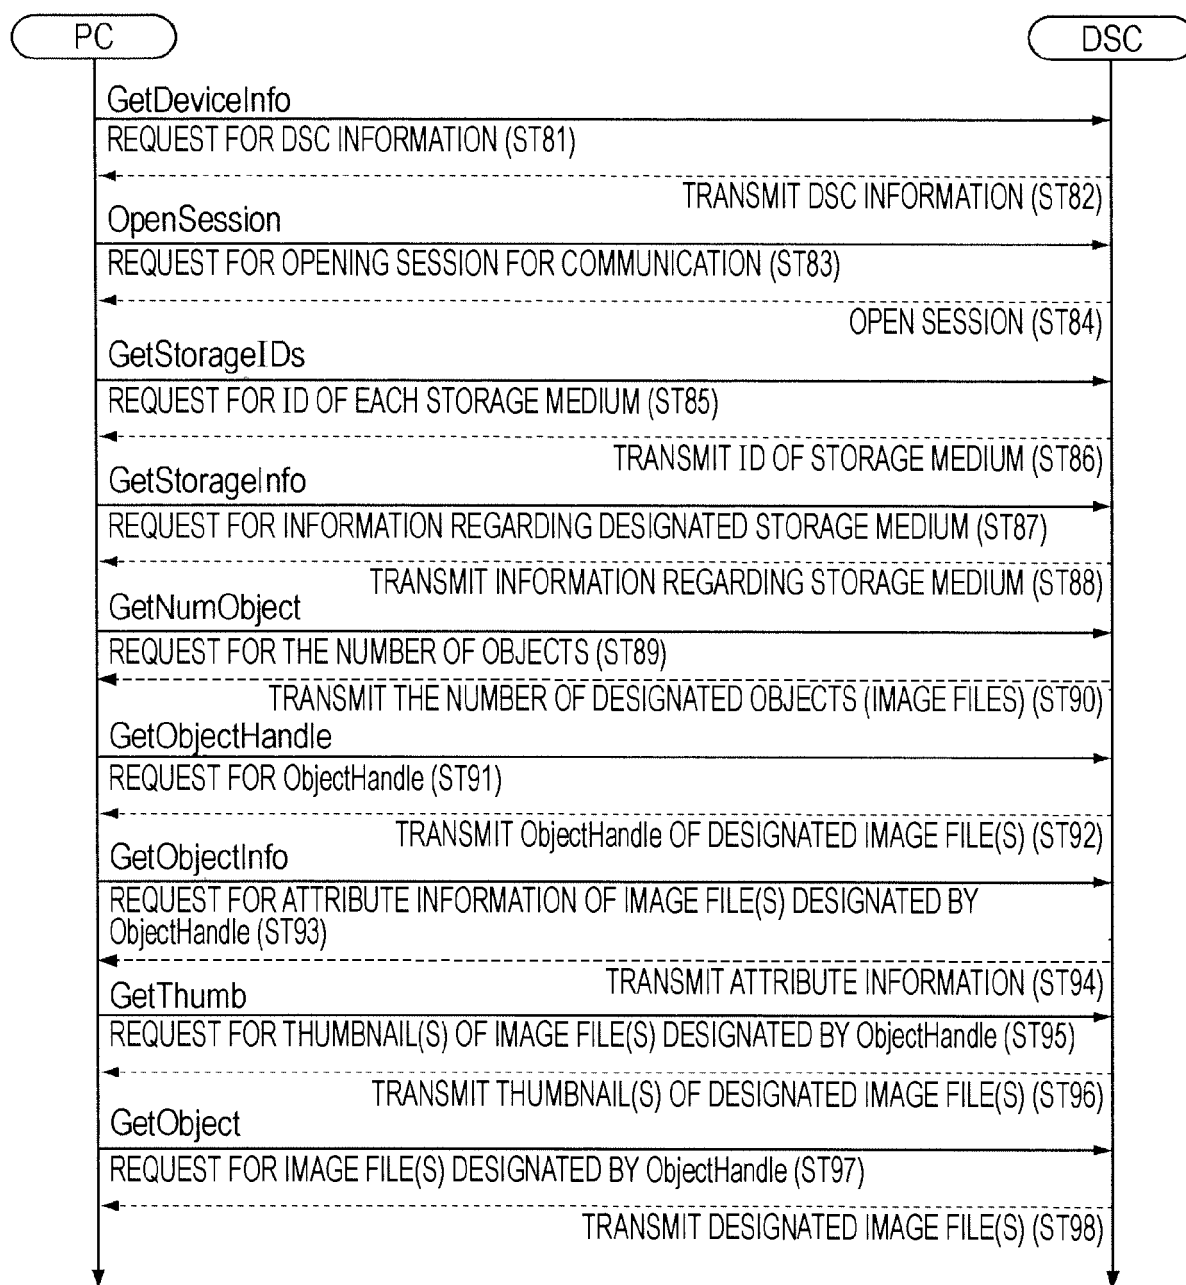 PC
DSC
GetDeviceInfo
REQUEST FOR DSC INFORMATION (ST81)
TRANSMIT DSC INFORMATION (ST82)
OpenSession
REQUEST FOR OPENING SESSION FOR COMMUNICATION (ST83)
OPEN SESSION (ST84)
GetStorageIDs
REQUEST FOR ID OF EACH STORAGE MEDIUM (ST85)
TRANSMIT ID OF STORAGE MEDIUM (ST86)
GetStorageInfo
REQUEST FOR INFORMATION REGARDING DESIGNATED STORAGE MEDIUM (ST87)
TRANSMIT INFORMATION REGARDING STORAGE MEDIUM (ST88)
GetNumObject
REQUEST FOR THE NUMBER OF OBJECTS (ST89)
TRANSMIT THE NUMBER OF DESIGNATED OBJECTS (IMAGE FILES) (ST90)
GetObjectHandle
REQUEST FOR ObjectHandle (ST91)
TRANSMIT ObjectHandle OF DESIGNATED IMAGE FILE(S) (ST92)
GetObjectInfo
REQUEST FOR ATTRIBUTE INFORMATION OF IMAGE FILE(S) DESIGNATED BY
ObjectHandle (ST93)
TRANSMIT ATTRIBUTE INFORMATION (ST94)
GetThumb
REQUEST FOR THUMBNAIL(S) OF IMAGE FILE(S) DESIGNATED BY ObjectHandle (ST95)
TRANSMIT THUMBNAIL(S) OF DESIGNATED IMAGE FILE(S) (ST96)
GetObject
REQUEST FOR IMAGE FILE(S) DESIGNATED BY ObjectHandle (ST97)
TRANSMIT DESIGNATED IMAGE FILE(S) (ST98)